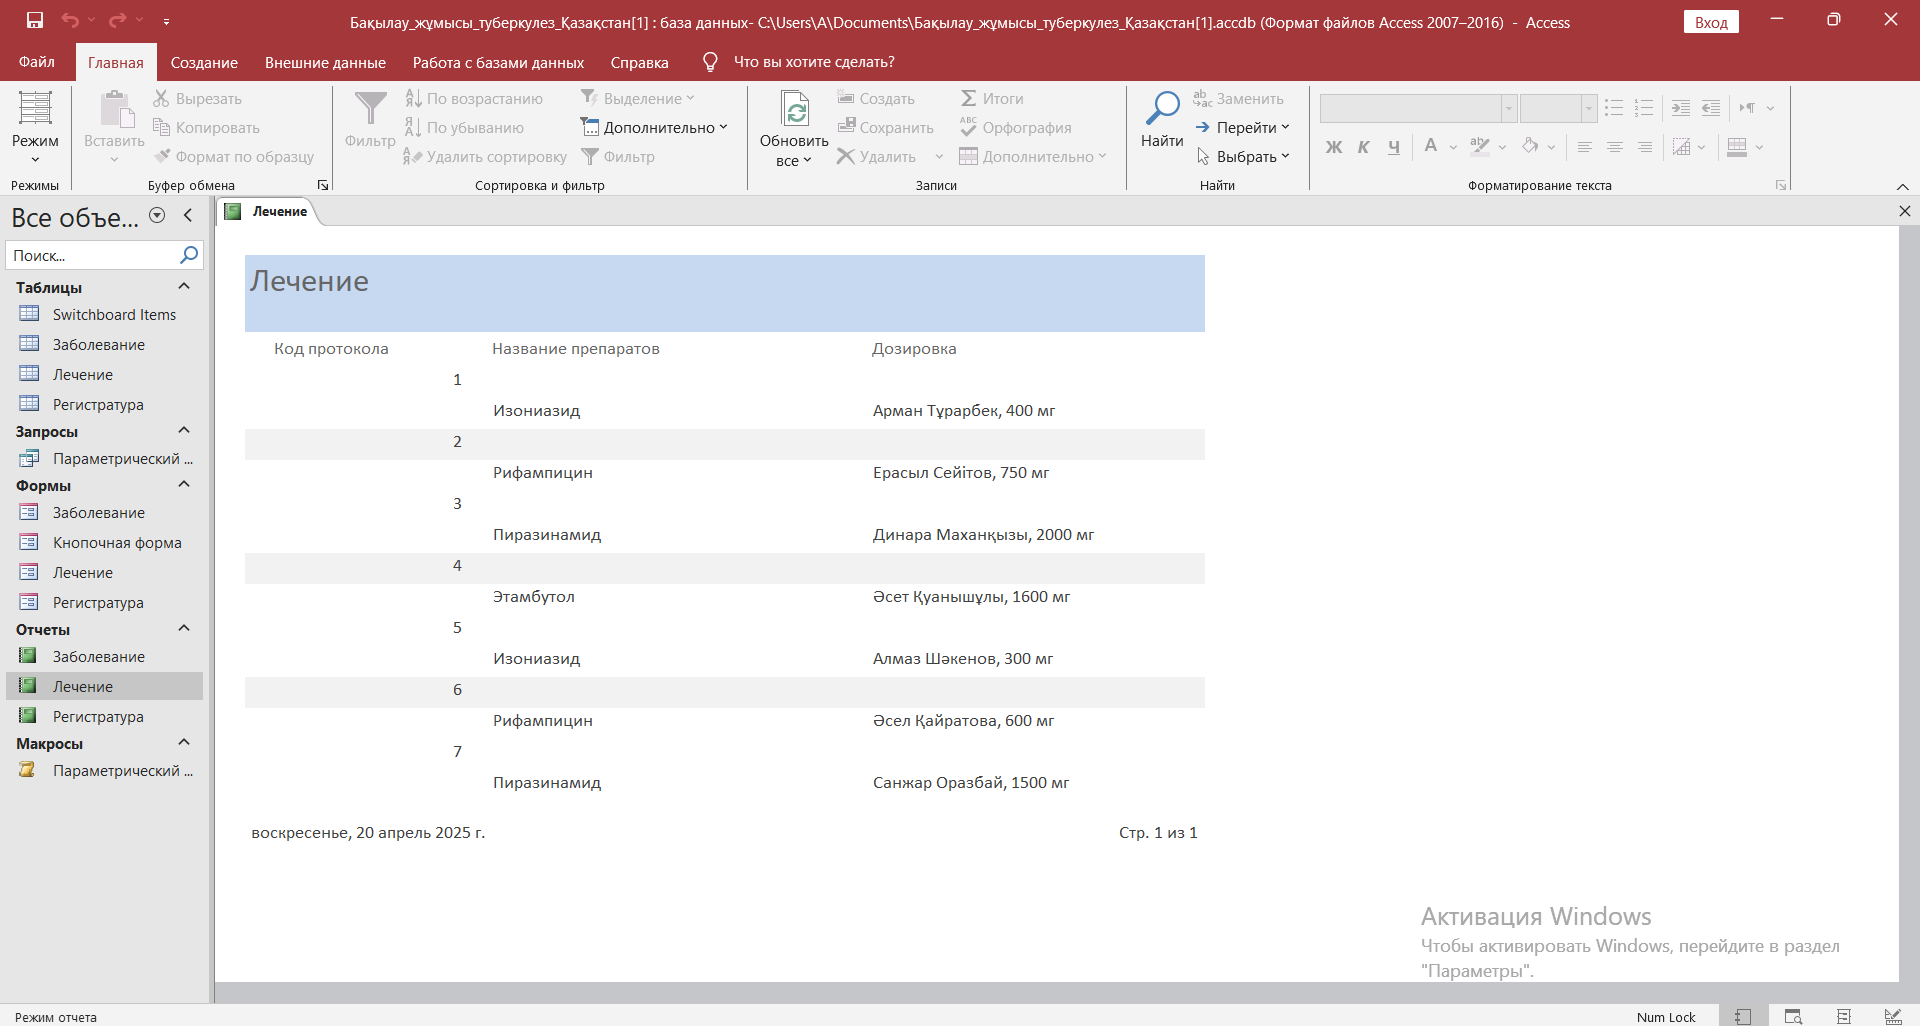 Бақылау_жұмысы_туберкулез_Қазақстан[1] : база данных- C:\Users\A\Documents\Бақылау_жұмысы_туберкулез_Қазақстан[1].accdb (Формат файлов Access 2007–2016) - Access
Вход
Файл Главная Создание Внешние данные Работа с базами данных Справка Что вы хотите сделать?
Режим
Режимы
Вставить
Вырезать
Копировать
Формат по образцу
Буфер обмена
Фильтр
По возрастанию
По убыванию
Удалить сортировку
Выделение
Дополнительно
Фильтр
Сортировка и фильтр
Обновить
все
Создать
Сохранить
Удалить
Итоги
Орфография
Дополнительно
Записи
Найти
Заменить
Перейти
Выбрать
Найти
Ж К Ч А
Форматирование текста
Все объе...
Поиск...
Таблицы
Switchboard Items
Заболевание
Лечение
Регистратура
Запросы
Параметрический ...
Формы
Заболевание
Кнопочная форма
Лечение
Регистратура
Отчеты
Заболевание
Лечение
Регистратура
Макросы
Параметрический ...
Лечение
Лечение
Код протокола Название препаратов Дозировка
1
Изониазид Арман Тұрарбек, 400 мг
2
Рифампицин Ерасыл Сейітов, 750 мг
3
Пиразинамид Динара Маханқызы, 2000 мг
4
Этамбутол Әсет Қуанышұлы, 1600 мг
5
Изониазид Алмаз Шәкенов, 300 мг
6
Рифампицин Әсел Қайратова, 600 мг
7
Пиразинамид Санжар Оразбай, 1500 мг
воскресенье, 20 апрель 2025 г. Стр. 1 из 1
Активация Windows
Чтобы активировать Windows, перейдите в раздел
"Параметры".
Режим отчета Num Lock